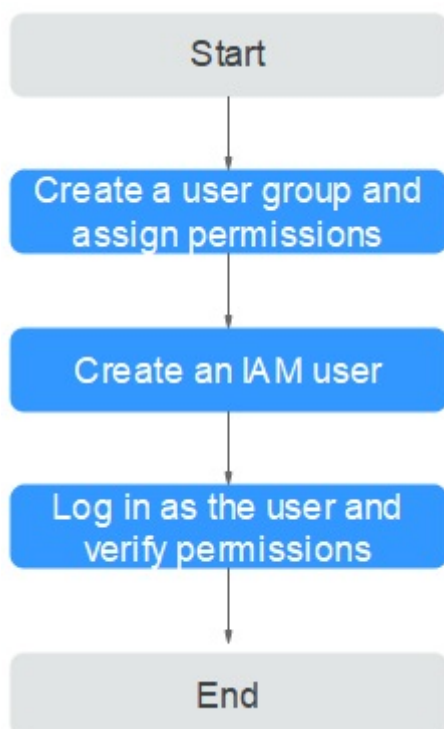 Start
Create a user group and
assign permissions
Create an IAM user
Log in as the user and
verify permissions
End